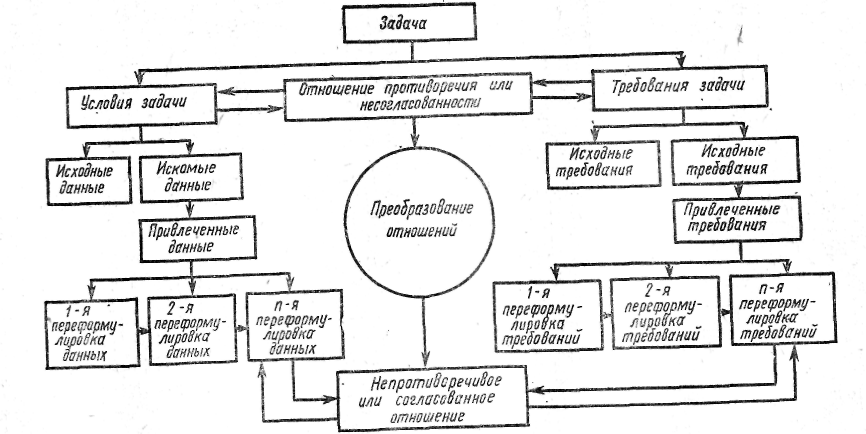 Задача
Условия задачи
Отношение противоречия или
несогласованности
Требования задачи
Исходные
данные
Искомые
данные
Исходные
требования
Исходные
требования
Преобразование
отношений
Привлеченные
данные
Привлеченные
требования
1-я
переформу-
лировка
данных
2-я
переформу-
лировка
данных
n-я
переформу-
лировка
данных
1-я
переформу-
лировка
требований
2-я
переформу-
лировка
требований
n-я
переформу-
лировка
требований
Непротиворечивое
или согласованное
отношение